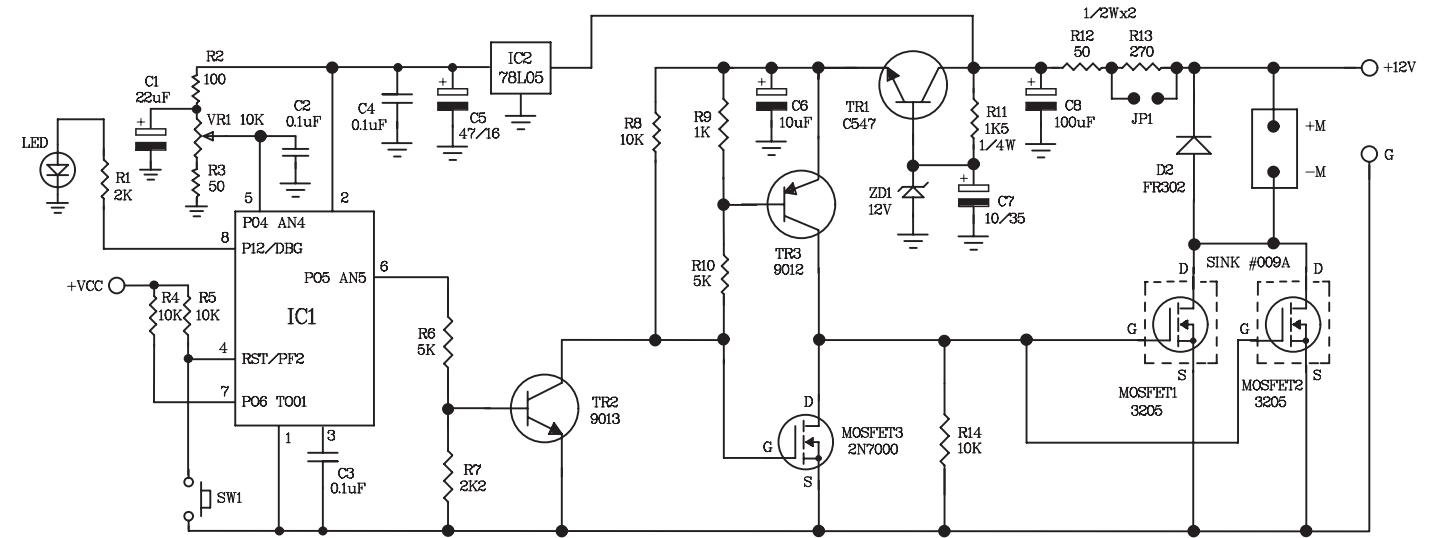 1/2Wx2
R2
100
IC2
78L05
R12
50
R13
270
+12V
C1
22uF
+
VR1 10K
C2
0.1uF
C4
0.1uF
+
C5
47/16
R8
10K
R9
1K
+
C6
10uF
TR1
C547
R11
1K5
1/4W
+
C8
100uF
JP1
+M
-M
G
LED
R1
2K
R3
50
5
2
D2
FR302
ZD1
12V
+
C7
10/35
PO4 AN4
8
P12/DBG
TR3
9012
R10
5K
SINK #009A
D
D
+VCC
R4
10K
R5
10K
PO5 AN5
6
IC1
G
G
R6
5K
4
RST/PF2
S
S
7
PO6 TO01
MOSFET1
3205
MOSFET2
3205
TR2
9013
D
MOSFET3
2N7000
G
S
R14
10K
1
3
C3
0.1uF
R7
2K2
SW1